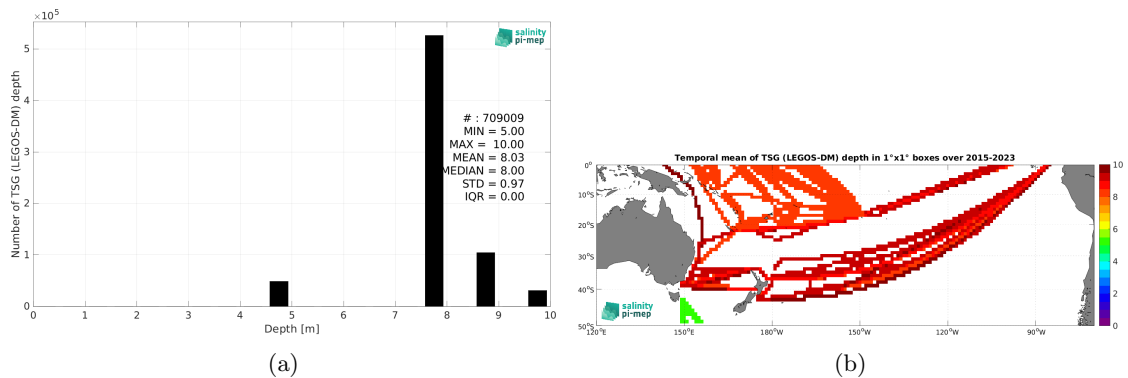 ×10⁵
salinity
pi-mep
5
4
3
2
1
0
Number of TSG (LEGOS-DM) depth
# : 709009
MIN = 5.00
MAX = 10.00
MEAN = 8.03
MEDIAN = 8.00
STD = 0.97
IQR = 0.00
0 1 2 3 4 5 6 7 8 9 10
Depth [m]
(a)
Temporal mean of TSG (LEGOS-DM) depth in 1°x1° boxes over 2015-2023
0°
10°S
20°S
30°S
40°S
50°S
120°E 150°E 180°W 150°W 120°W 90°W
salinity
pi-mep
10
8
6
4
2
0
(b)